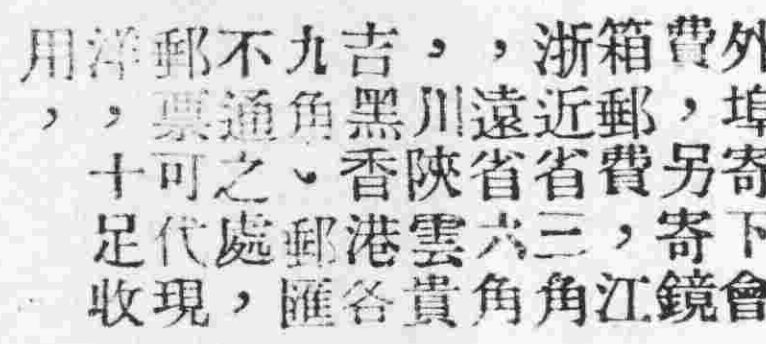 外埠寄下會
費，另寄鏡
箱郵費，江
浙近省三角
，遠省六角
，川陝雲貴
吉黑香港各
九角、郵匯
不通之處，
郵票可代現
洋，十足收
用，